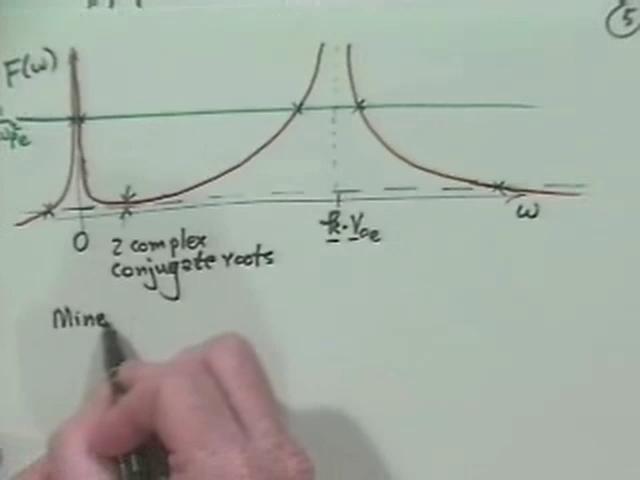 5
F(ω)
0
k · V₀e
ω
2 complex
conjugate roots
Mine